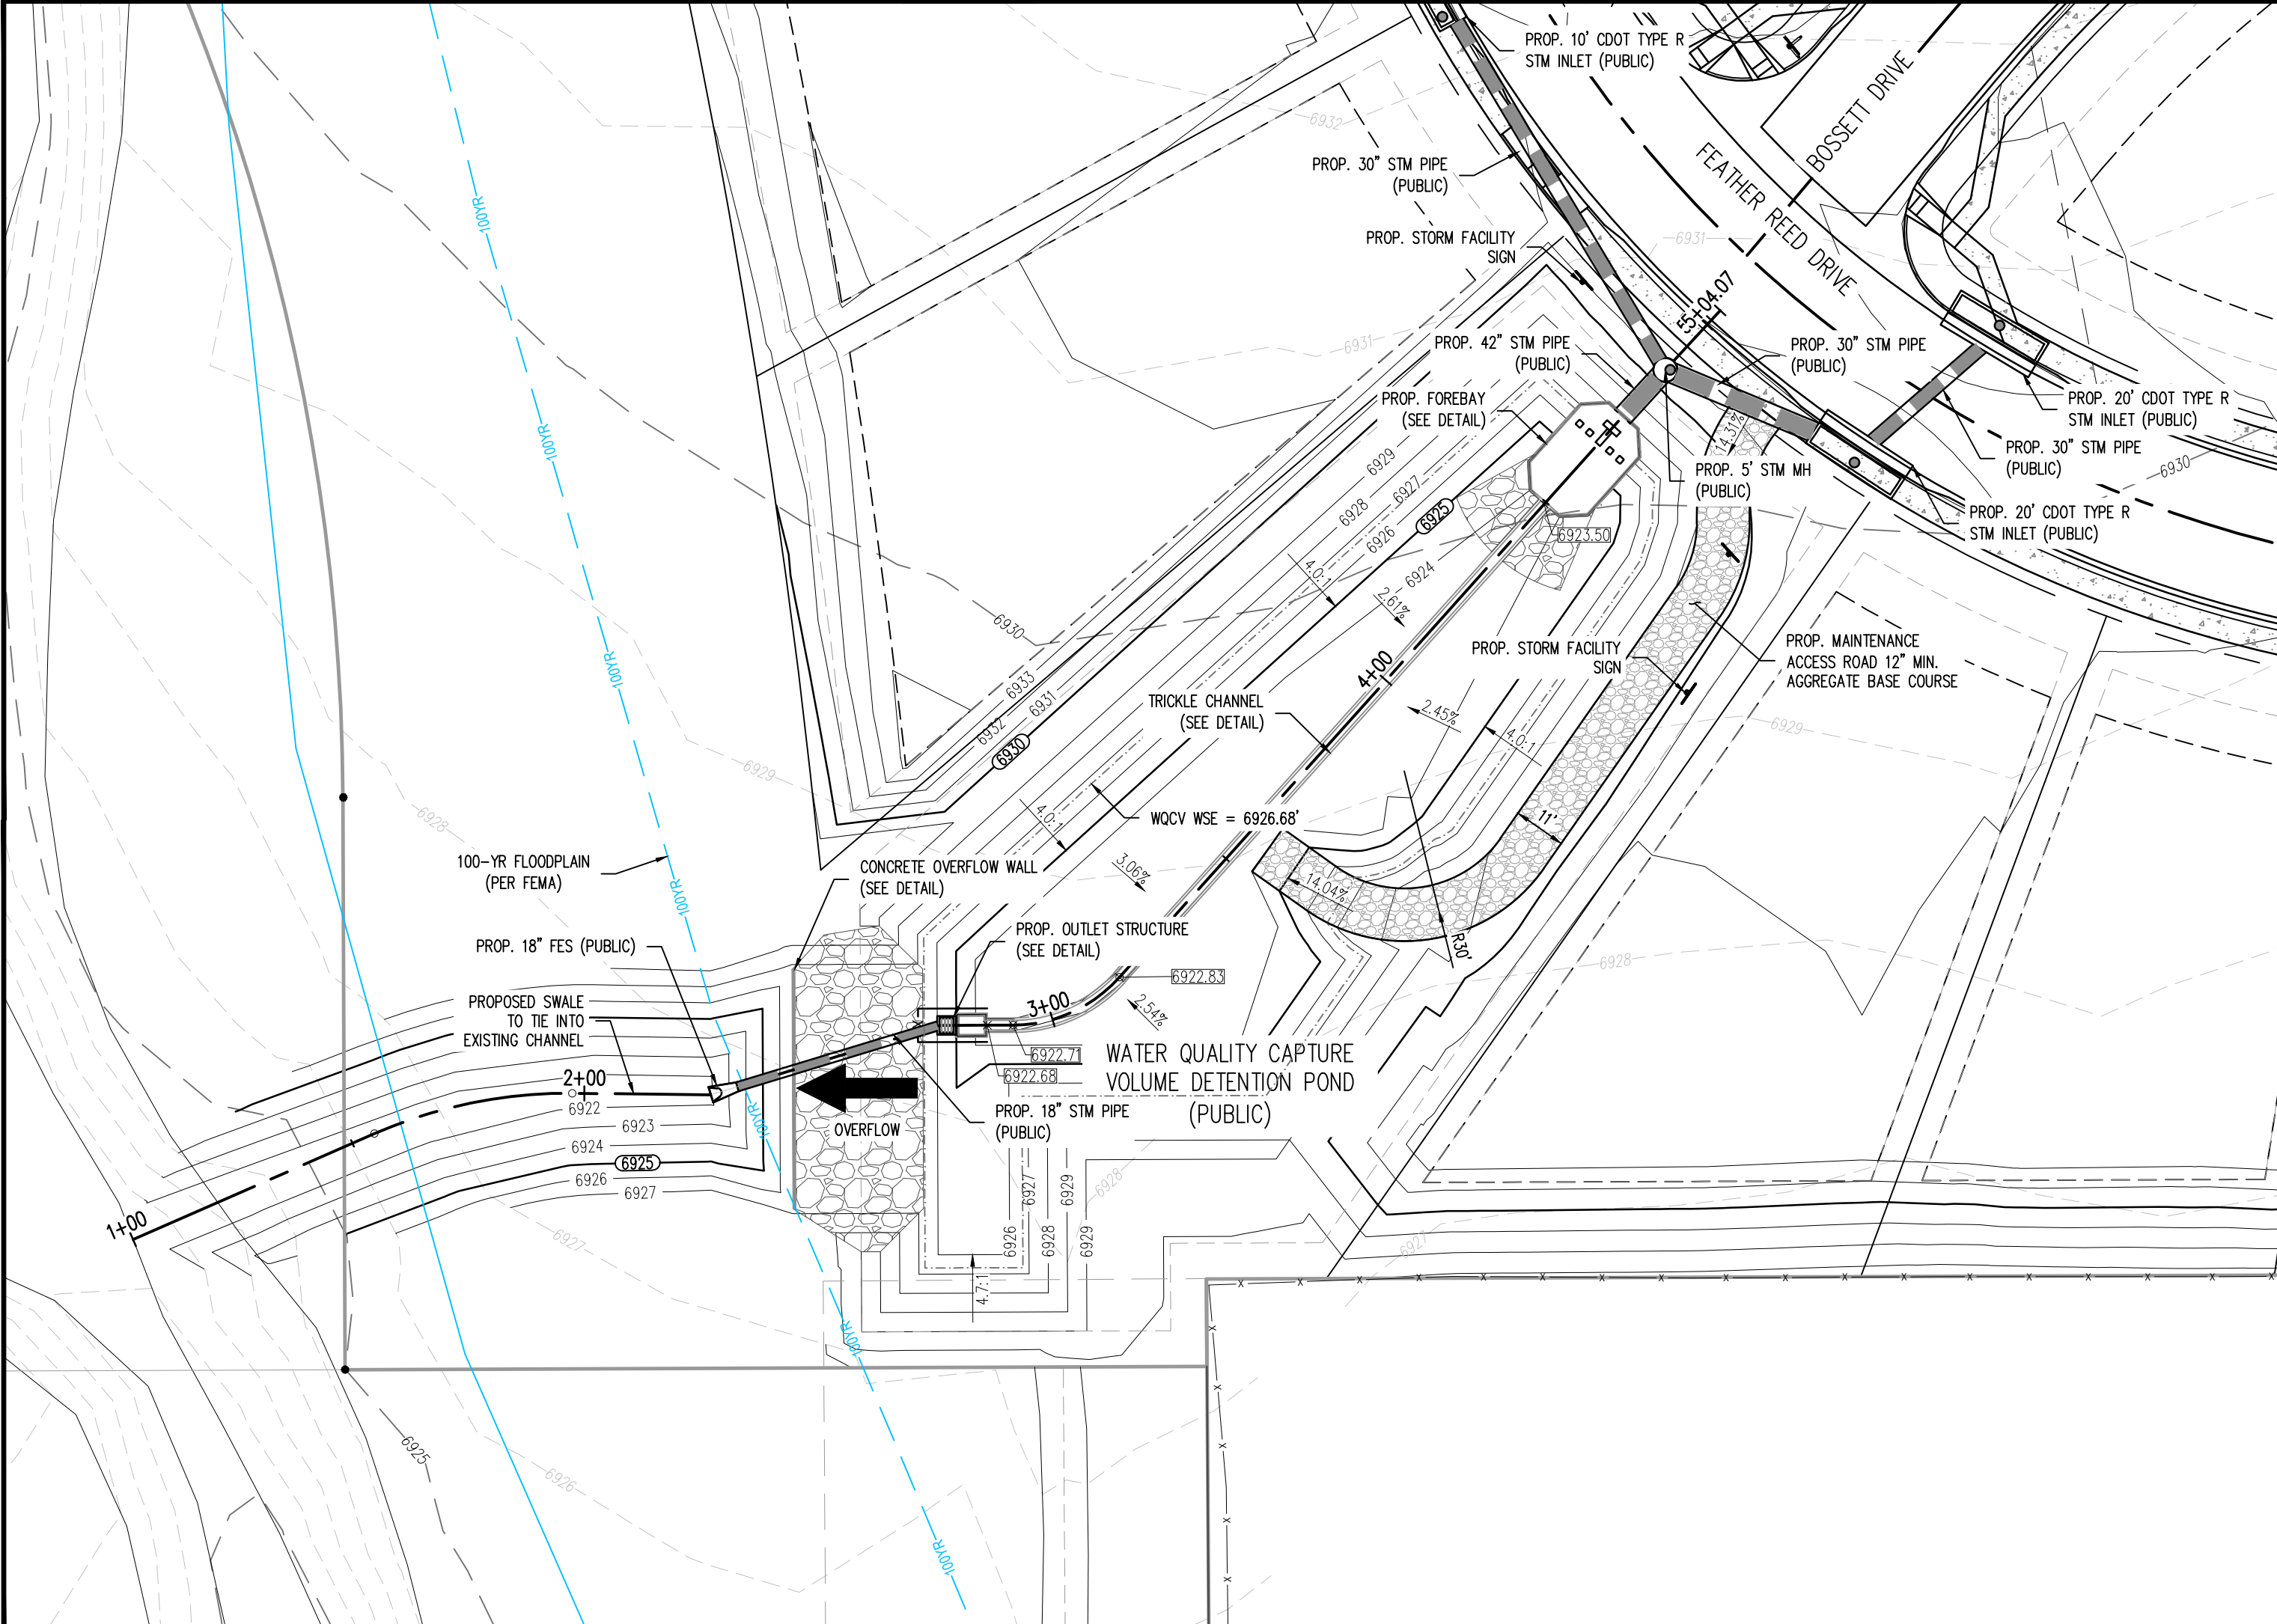 PROP. 10' CDOT TYPE R
STM INLET (PUBLIC)
BOSSETT DRIVE
FEATHER REED DRIVE
6932
PROP. 30" STM PIPE
(PUBLIC)
100YR
PROP. STORM FACILITY
SIGN
6931
5+04.07
6931
PROP. 42" STM PIPE
(PUBLIC)
PROP. 30" STM PIPE
(PUBLIC)
PROP. FOREBAY
(SEE DETAIL)
PROP. 20' CDOT TYPE R
STM INLET (PUBLIC)
14.31%
100YR
PROP. 30" STM PIPE
(PUBLIC)
6930
PROP. 5' STM MH
(PUBLIC)
6929
6927
6928
6925
6926
PROP. 20' CDOT TYPE R
STM INLET (PUBLIC)
6923.50
4.0:1
6924
2.61%
6930
PROP. STORM FACILITY
SIGN
PROP. MAINTENANCE
ACCESS ROAD 12" MIN.
AGGREGATE BASE COURSE
100YR
4+00
6933
6931
6932
6930
TRICKLE CHANNEL
(SEE DETAIL)
2.45%
4.0:1
6929
6929
6928
4.0:1
WQCV WSE = 6926.68'
11'
100-YR FLOODPLAIN
(PER FEMA)
CONCRETE OVERFLOW WALL
(SEE DETAIL)
3.06%
14.04%
100YR
PROP. 18" FES (PUBLIC)
PROP. OUTLET STRUCTURE
(SEE DETAIL)
R30'
6928
6922.83
PROPOSED SWALE
TO TIE INTO
EXISTING CHANNEL
3+00
2.54%
6922.71
6922.68
WATER QUALITY CAPTURE
VOLUME DETENTION POND
(PUBLIC)
2+00
6922
6923
6924
6925
6926
6927
100YR
OVERFLOW
PROP. 18" STM PIPE
(PUBLIC)
6927
6929
6928
6926
6928
6929
1+00
6927
6927
4.7:1
100YR
6925
6926
100YR